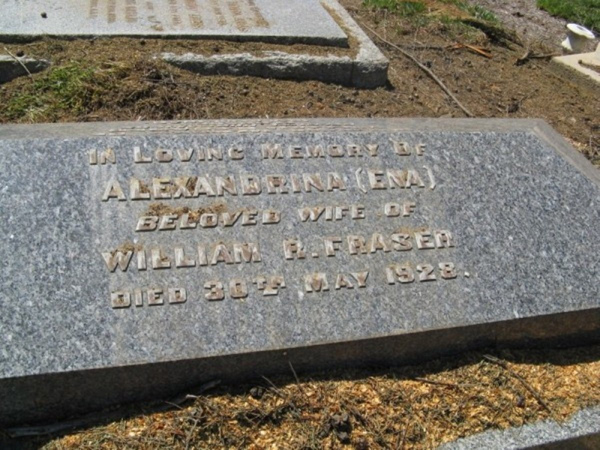 IN LOVING MEMORY OF
ALEXANDRINA (ENA)
BELOVED WIFE OF
WILLIAM R. FRASER
DIED 30TH MAY 1928.